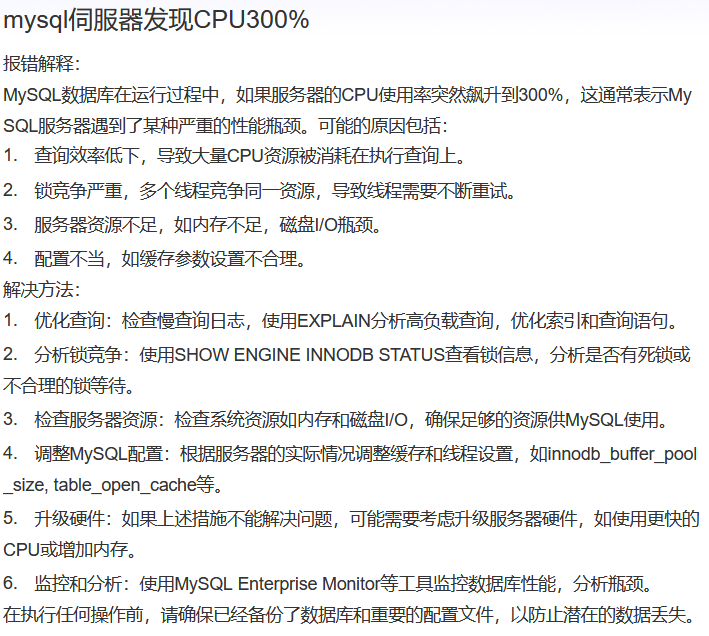 mysql伺服器发现CPU300%
报错解释：
MySQL数据库在运行过程中，如果服务器的CPU使用率突然飙升到300%，这通常表示My
SQL服务器遇到了某种严重的性能瓶颈。可能的原因包括：
1. 查询效率低下，导致大量CPU资源被消耗在执行查询上。
2. 锁竞争严重，多个线程竞争同一资源，导致线程需要不断重试。
3. 服务器资源不足，如内存不足，磁盘I/O瓶颈。
4. 配置不当，如缓存参数设置不合理。
解决方法：
1. 优化查询：检查慢查询日志，使用EXPLAIN分析高负载查询，优化索引和查询语句。
2. 分析锁竞争：使用SHOW ENGINE INNODB STATUS查看锁信息，分析是否有死锁或
不合理的锁等待。
3. 检查服务器资源：检查系统资源如内存和磁盘I/O，确保足够的资源供MySQL使用。
4. 调整MySQL配置：根据服务器的实际情况调整缓存和线程设置，如innodb_buffer_pool
_size, table_open_cache等。
5. 升级硬件：如果上述措施不能解决问题，可能需要考虑升级服务器硬件，如使用更快的
CPU或增加内存。
6. 监控和分析：使用MySQL Enterprise Monitor等工具监控数据库性能，分析瓶颈。
在执行任何操作前，请确保已经备份了数据库和重要的配置文件，以防止潜在的数据丢失。